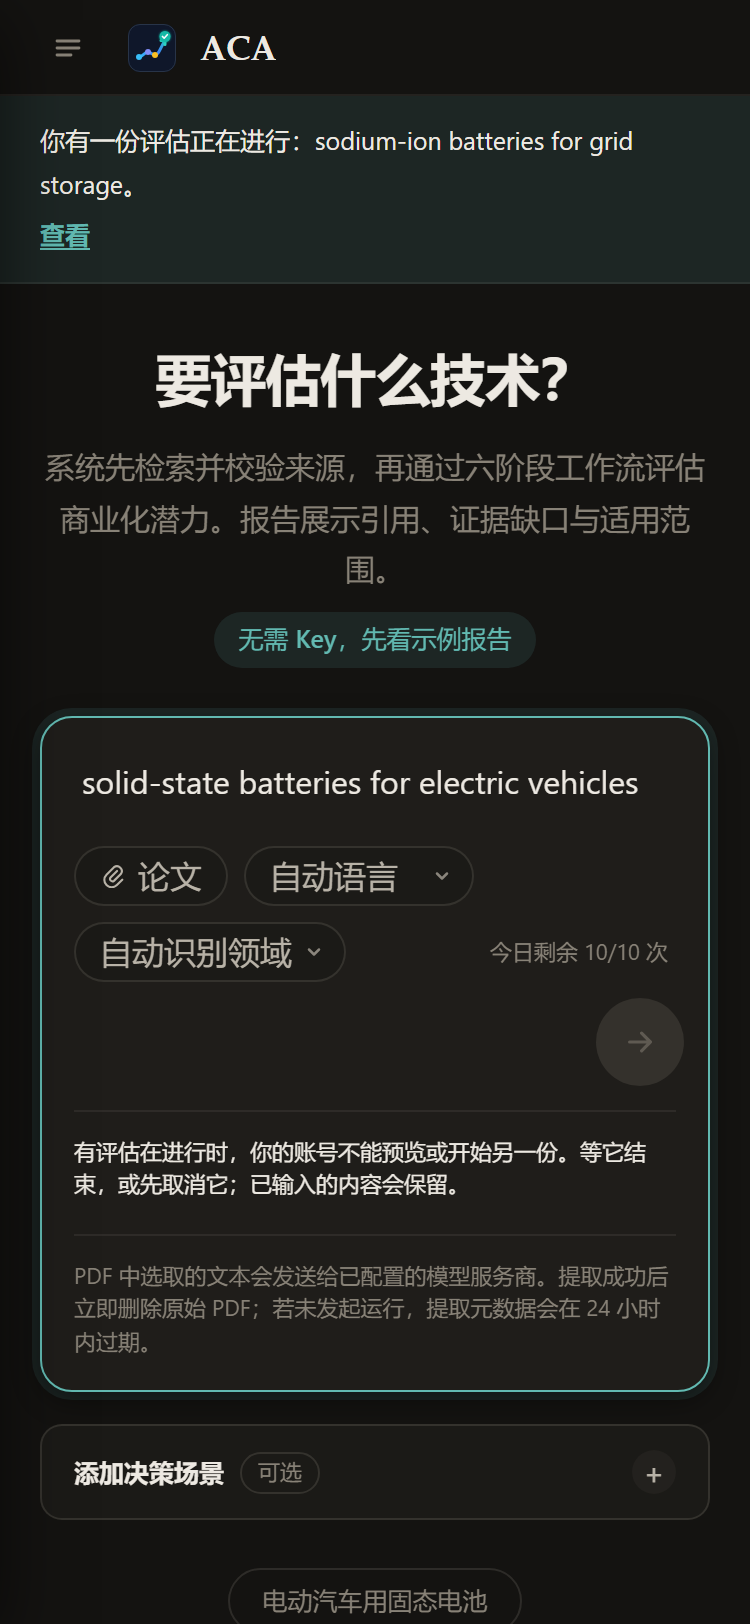 ACA
你有一份评估正在进行：sodium-ion batteries for grid
storage。
查看
要评估什么技术？
系统先检索并校验来源，再通过六阶段工作流评估
商业化潜力。报告展示引用、证据缺口与适用范
围。
无需 Key，先看示例报告
solid-state batteries for electric vehicles
论文
自动语言
自动识别领域
今日剩余 10/10 次
有评估在进行时，你的账号不能预览或开始另一份。等它结
束，或先取消它；已输入的内容会保留。
PDF 中选取的文本会发送给已配置的模型服务商。提取成功后
立即删除原始 PDF；若未发起运行，提取元数据会在 24 小时
内过期。
添加决策场景
可选
+
电动汽车用固态电池